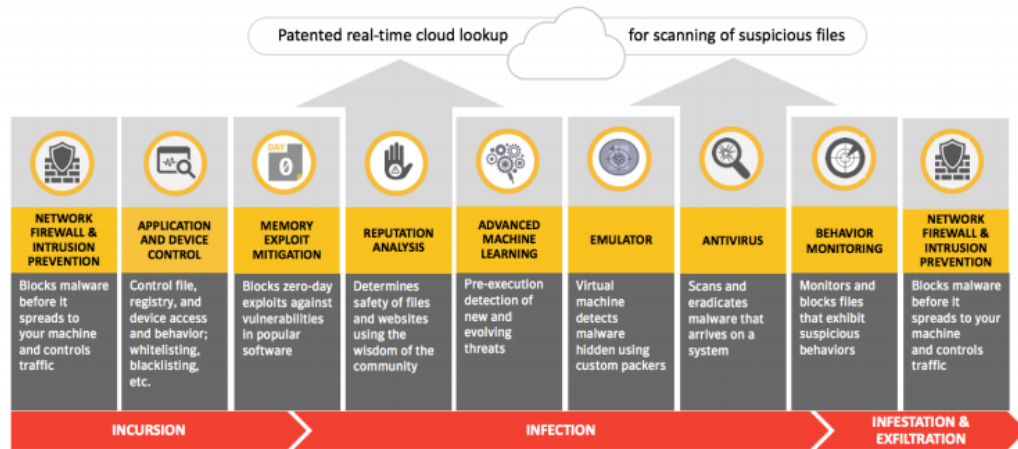 Patented real-time cloud lookup
for scanning of suspicious files
DAY
0
NETWORK
FIREWALL &
INTRUSION
PREVENTION
Blocks malware
before it
spreads to
your machine
and controls
traffic
APPLICATION
AND DEVICE
CONTROL
Control file,
registry, and
device access
and behavior;
whitelisting,
blacklisting,
etc.
MEMORY
EXPLOIT
MITIGATION
Blocks zero-day
exploits against
vulnerabilities
in popular
software
REPUTATION
ANALYSIS
Determines
safety of files
and websites
using the
wisdom of the
community
ADVANCED
MACHINE
LEARNING
Pre-execution
detection of
new and
evolving
threats
EMULATOR
Virtual
machine
detects
malware
hidden using
custom packers
ANTIVIRUS
Scans and
eradicates
malware that
arrives on a
system
BEHAVIOR
MONITORING
Monitors and
blocks files
that exhibit
suspicious
behaviors
NETWORK
FIREWALL &
INTRUSION
PREVENTION
Blocks malware
before it
spreads to your
machine
and controls
traffic
INCURSION
INFECTION
INFESTATION &
EXFILTRATION